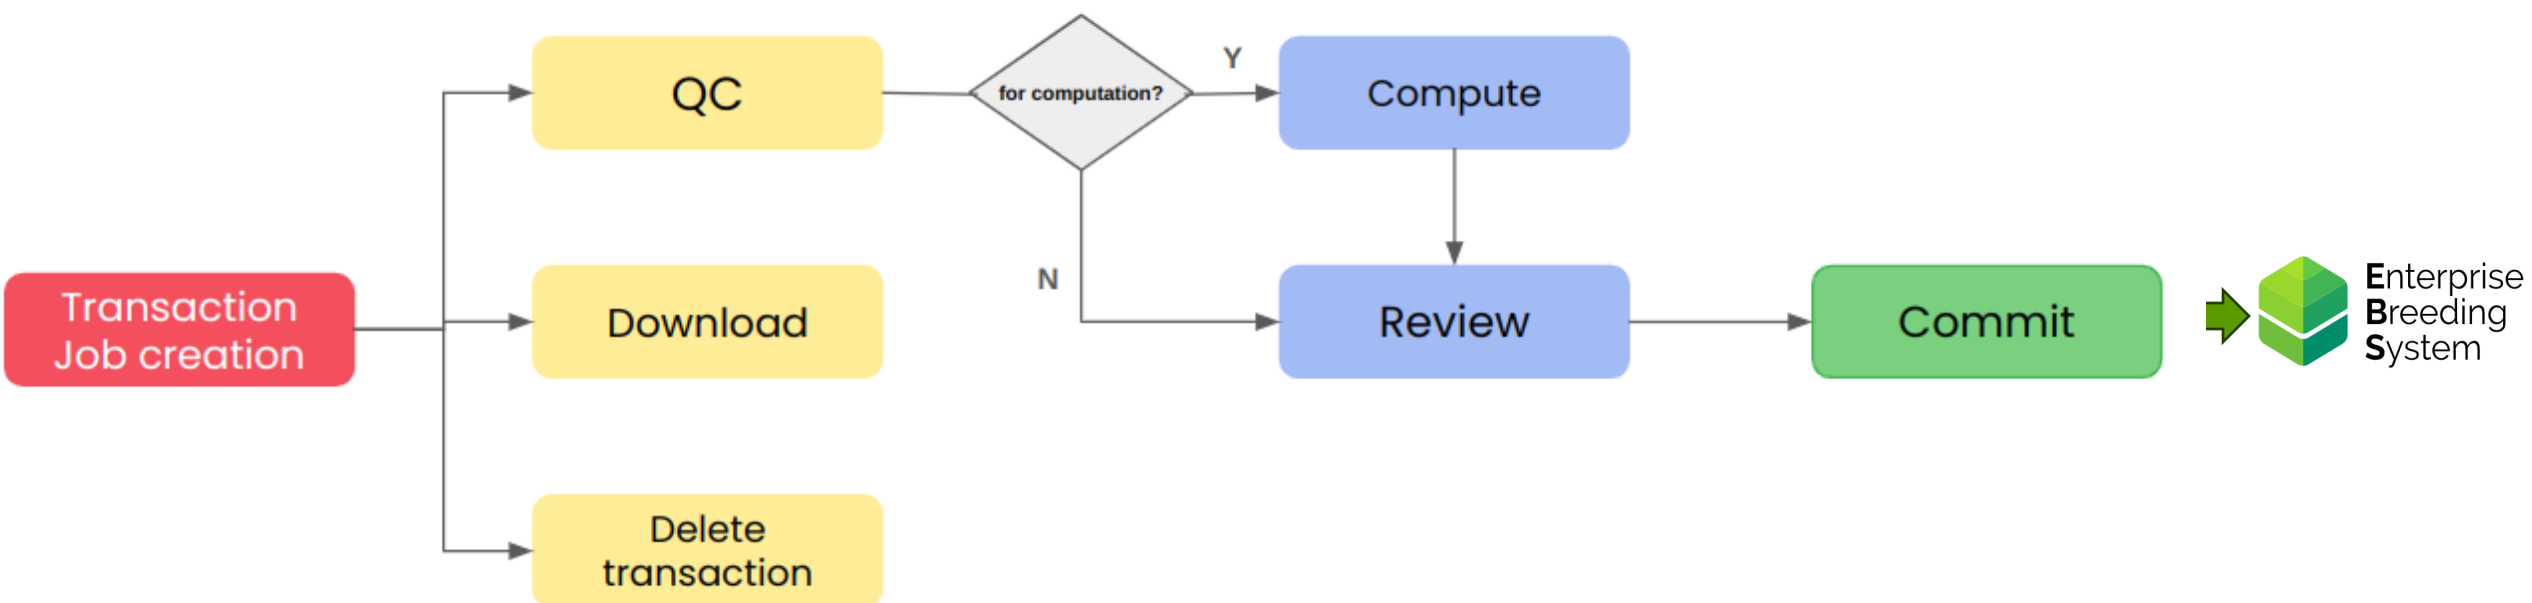 QC
for computation?
Y
Compute
Transaction
Job creation
Download
N
Review
Commit
Enterprise
Breeding
System
Delete
transaction